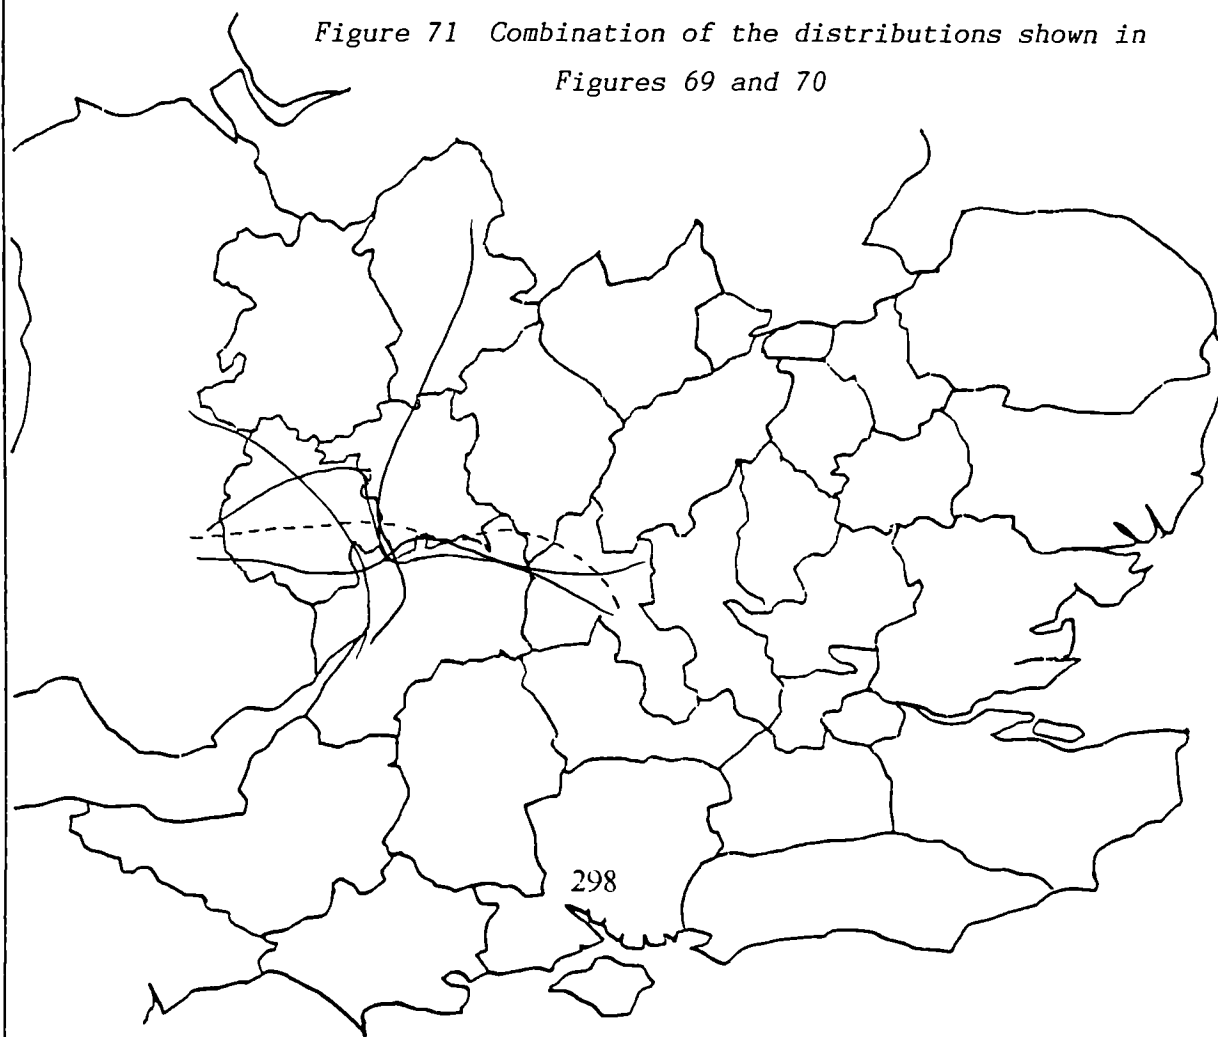 Figure 71 Combination of the distributions shown in
Figures 69 and 70
298